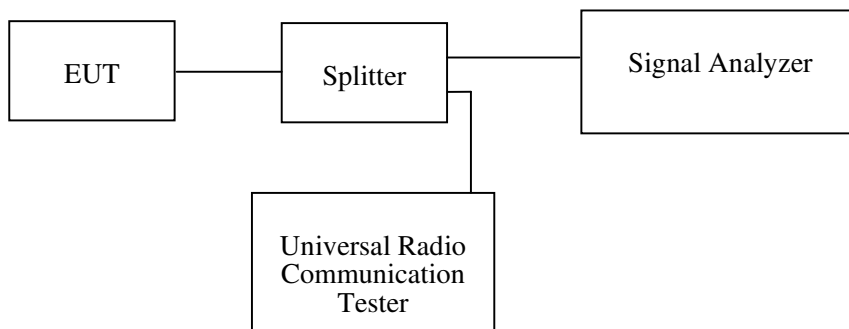 EUT
Splitter
Signal Analyzer
Universal Radio
Communication
Tester